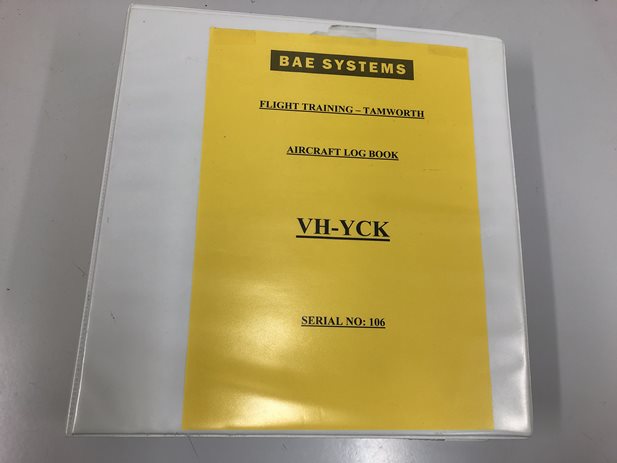 BAE SYSTEMS
FLIGHT TRAINING – TAMWORTH
AIRCRAFT LOG BOOK
VH-YCK
SERIAL NO: 106